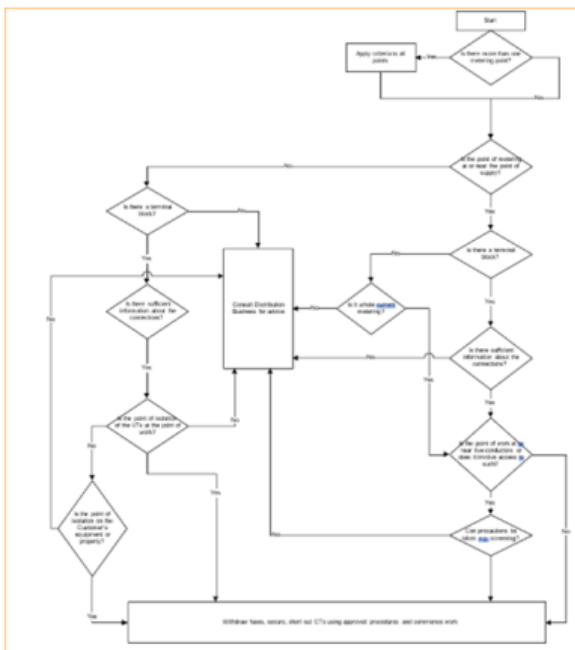 Start
Is there more than one
metering point?
Yes
Apply criteria to all
points
No
Is the point of metering
at or near the point of
supply?
No
Yes
Is there a terminal
block?
No
Yes
Is there a terminal
block?
No
Yes
Consult Distribution
Business for advice
Is it whole current
metering?
No
Yes
Is there sufficient
information about the
connections?
No
Yes
Is there sufficient
information about the
connections?
No
Yes
Is the point of isolation
of the CTs at the point of
work?
No
No
Yes
Is the point of work at or
near live conductors or
does it involve access to
such?
Yes
No
Is the point of
isolation on the
Customer's
equipment or
property?
No
Yes
Can precautions be
taken
screening?
No
Withdraw fuses, secure, short out CTs using approved procedures and commence work